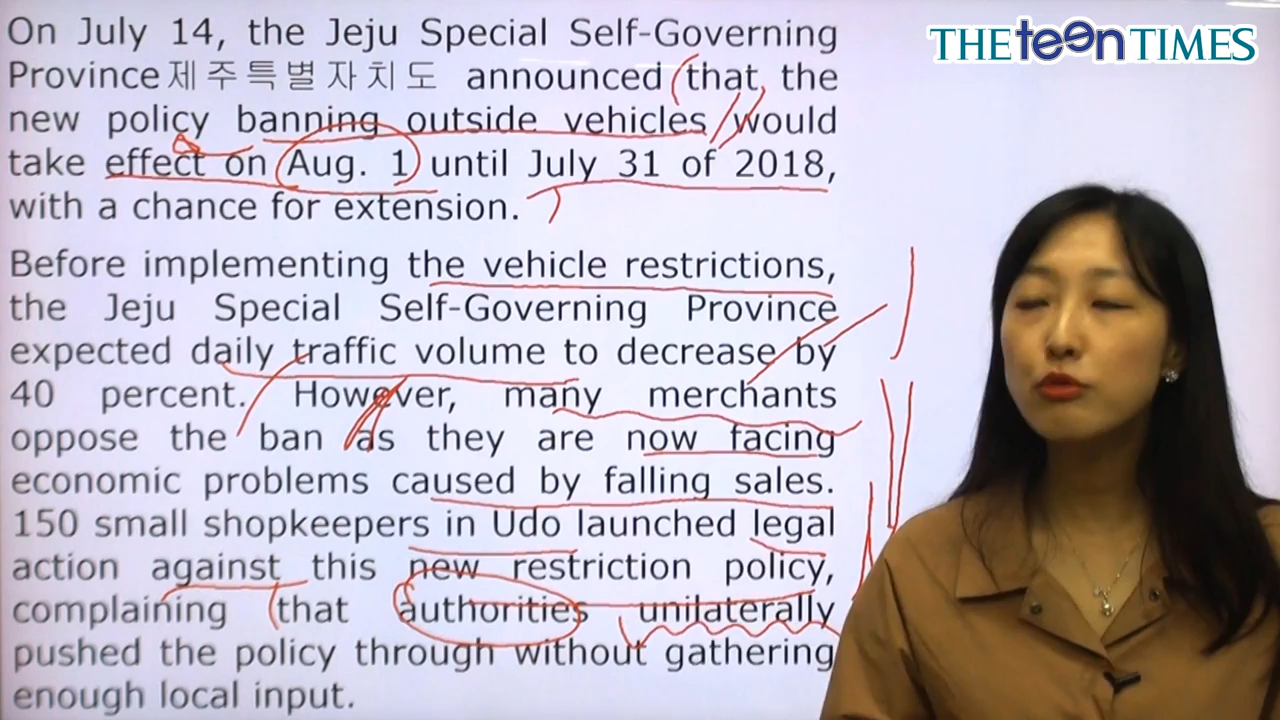 THE teen TIMES
On July 14, the Jeju Special Self-Governing
Province제주특별자치도 announced that the
new policy banning outside vehicles would
take effect on Aug. 1 until July 31 of 2018,
with a chance for extension.
Before implementing the vehicle restrictions,
the Jeju Special Self-Governing Province
expected daily traffic volume to decrease by
40 percent. However, many merchants
oppose the ban as they are now facing
economic problems caused by falling sales.
150 small shopkeepers in Udo launched legal
action against this new restriction policy,
complaining that authorities unilaterally
pushed the policy through without gathering
enough local input.